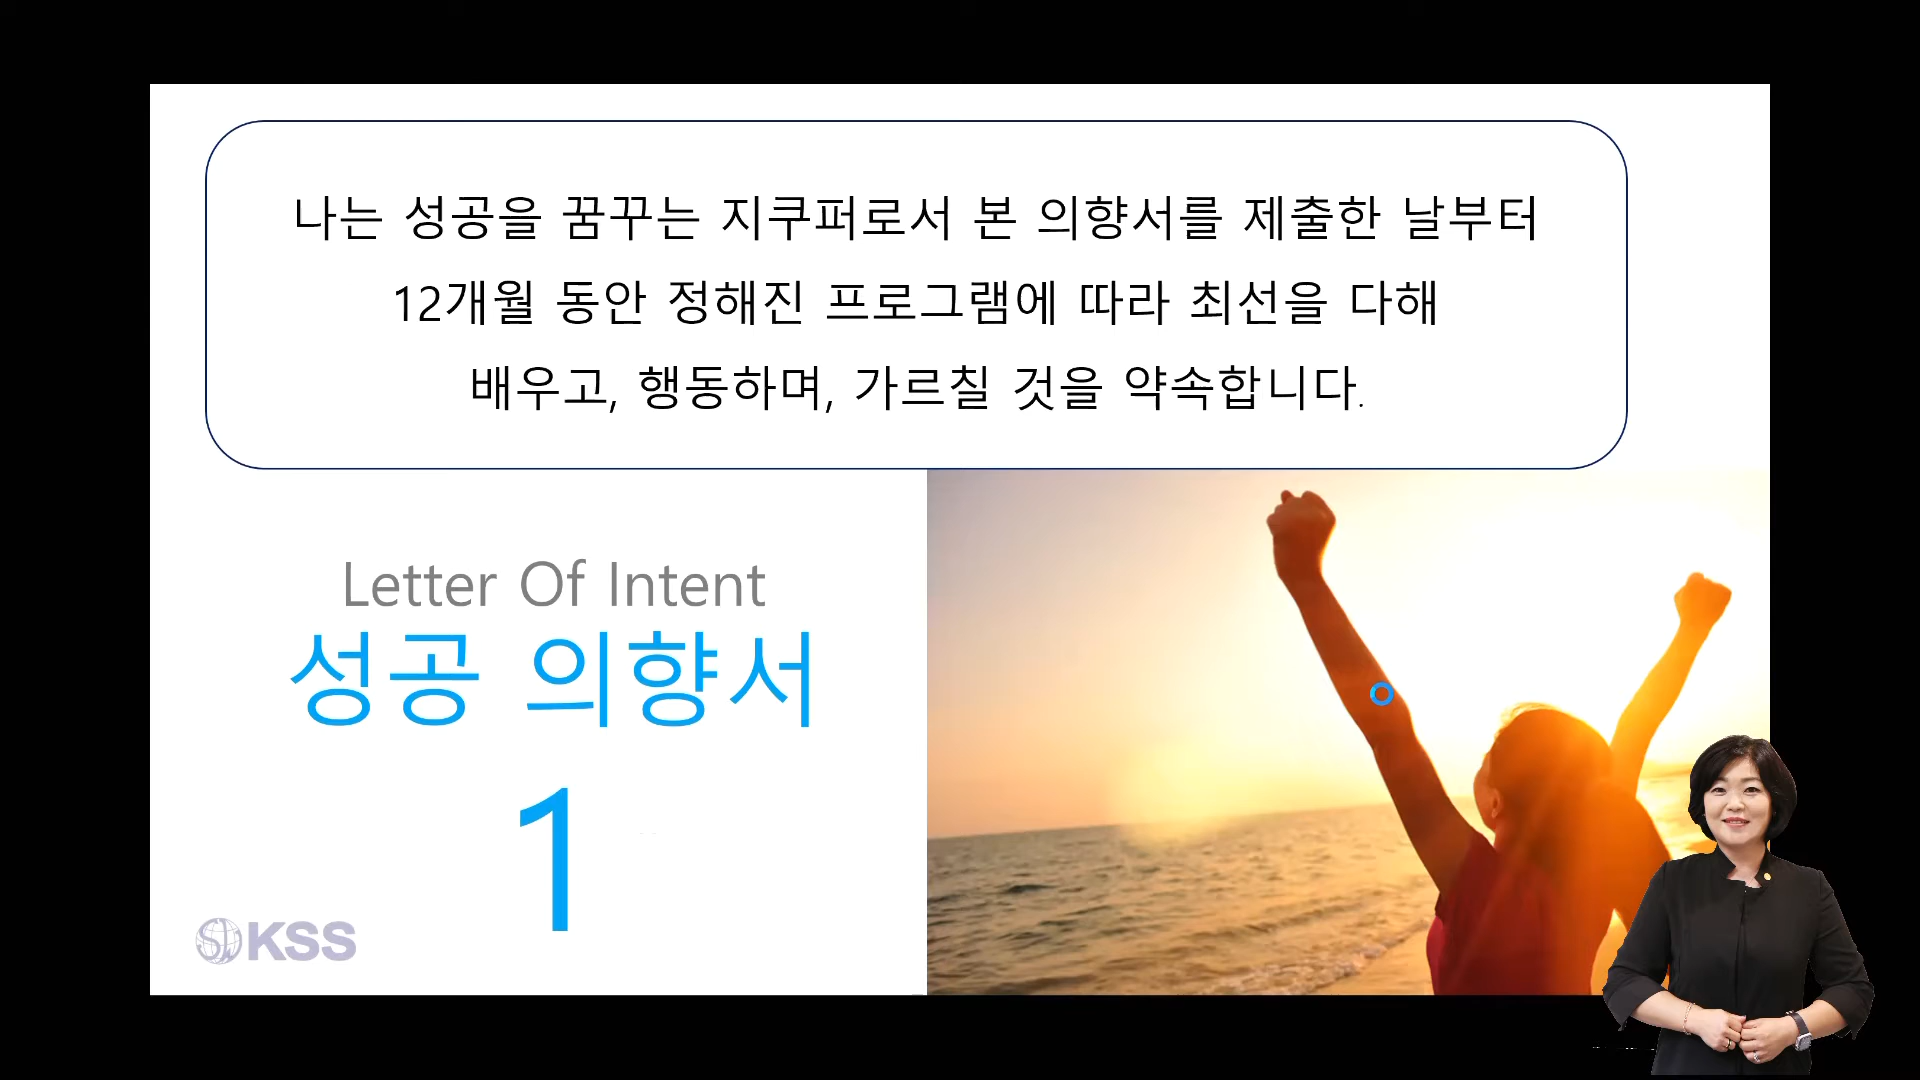 나는 성공을 꿈꾸는 지쿠퍼로서 본 의향서를 제출한 날부터
12개월 동안 정해진 프로그램에 따라 최선을 다해
배우고, 행동하며, 가르칠 것을 약속합니다.
Letter Of Intent
성공 의향서
1
KSS